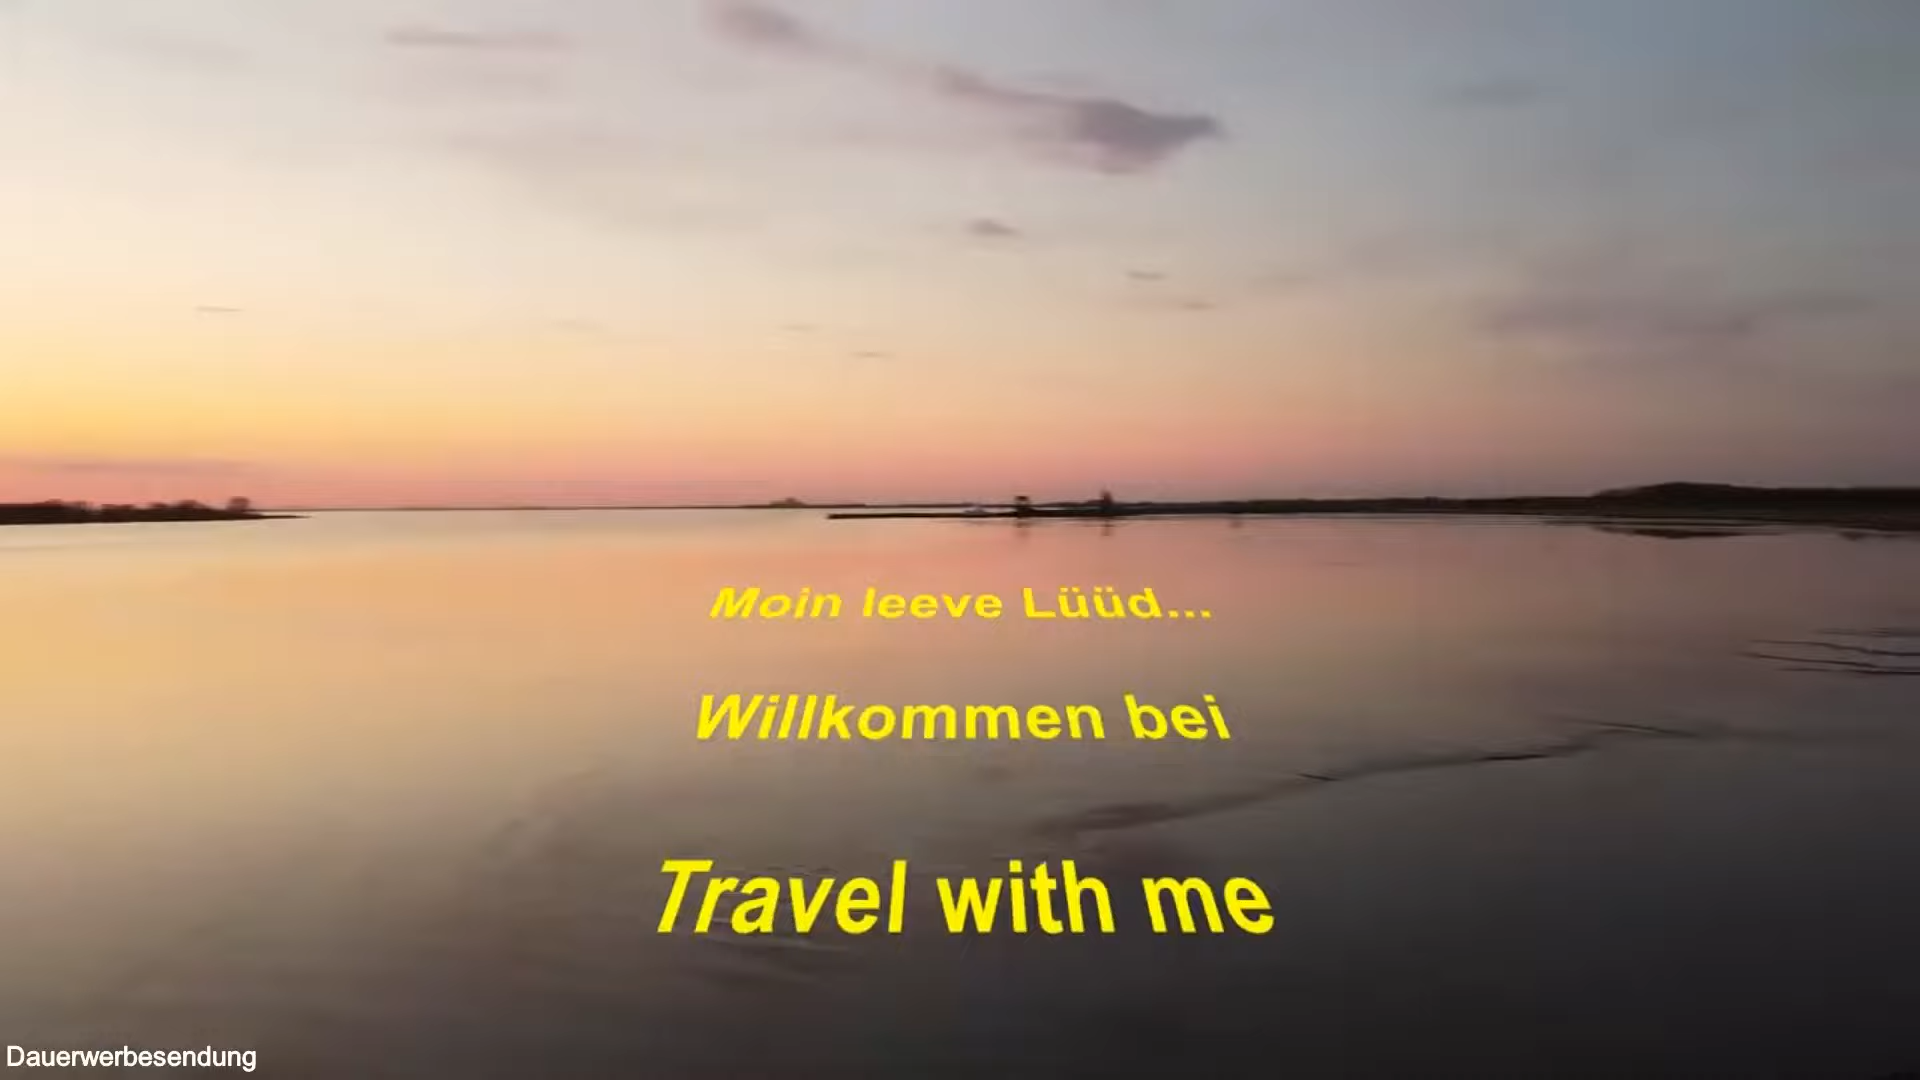 Moin leeve Lüüd...
Willkommen bei
Travel with me
Dauerwerbesendung